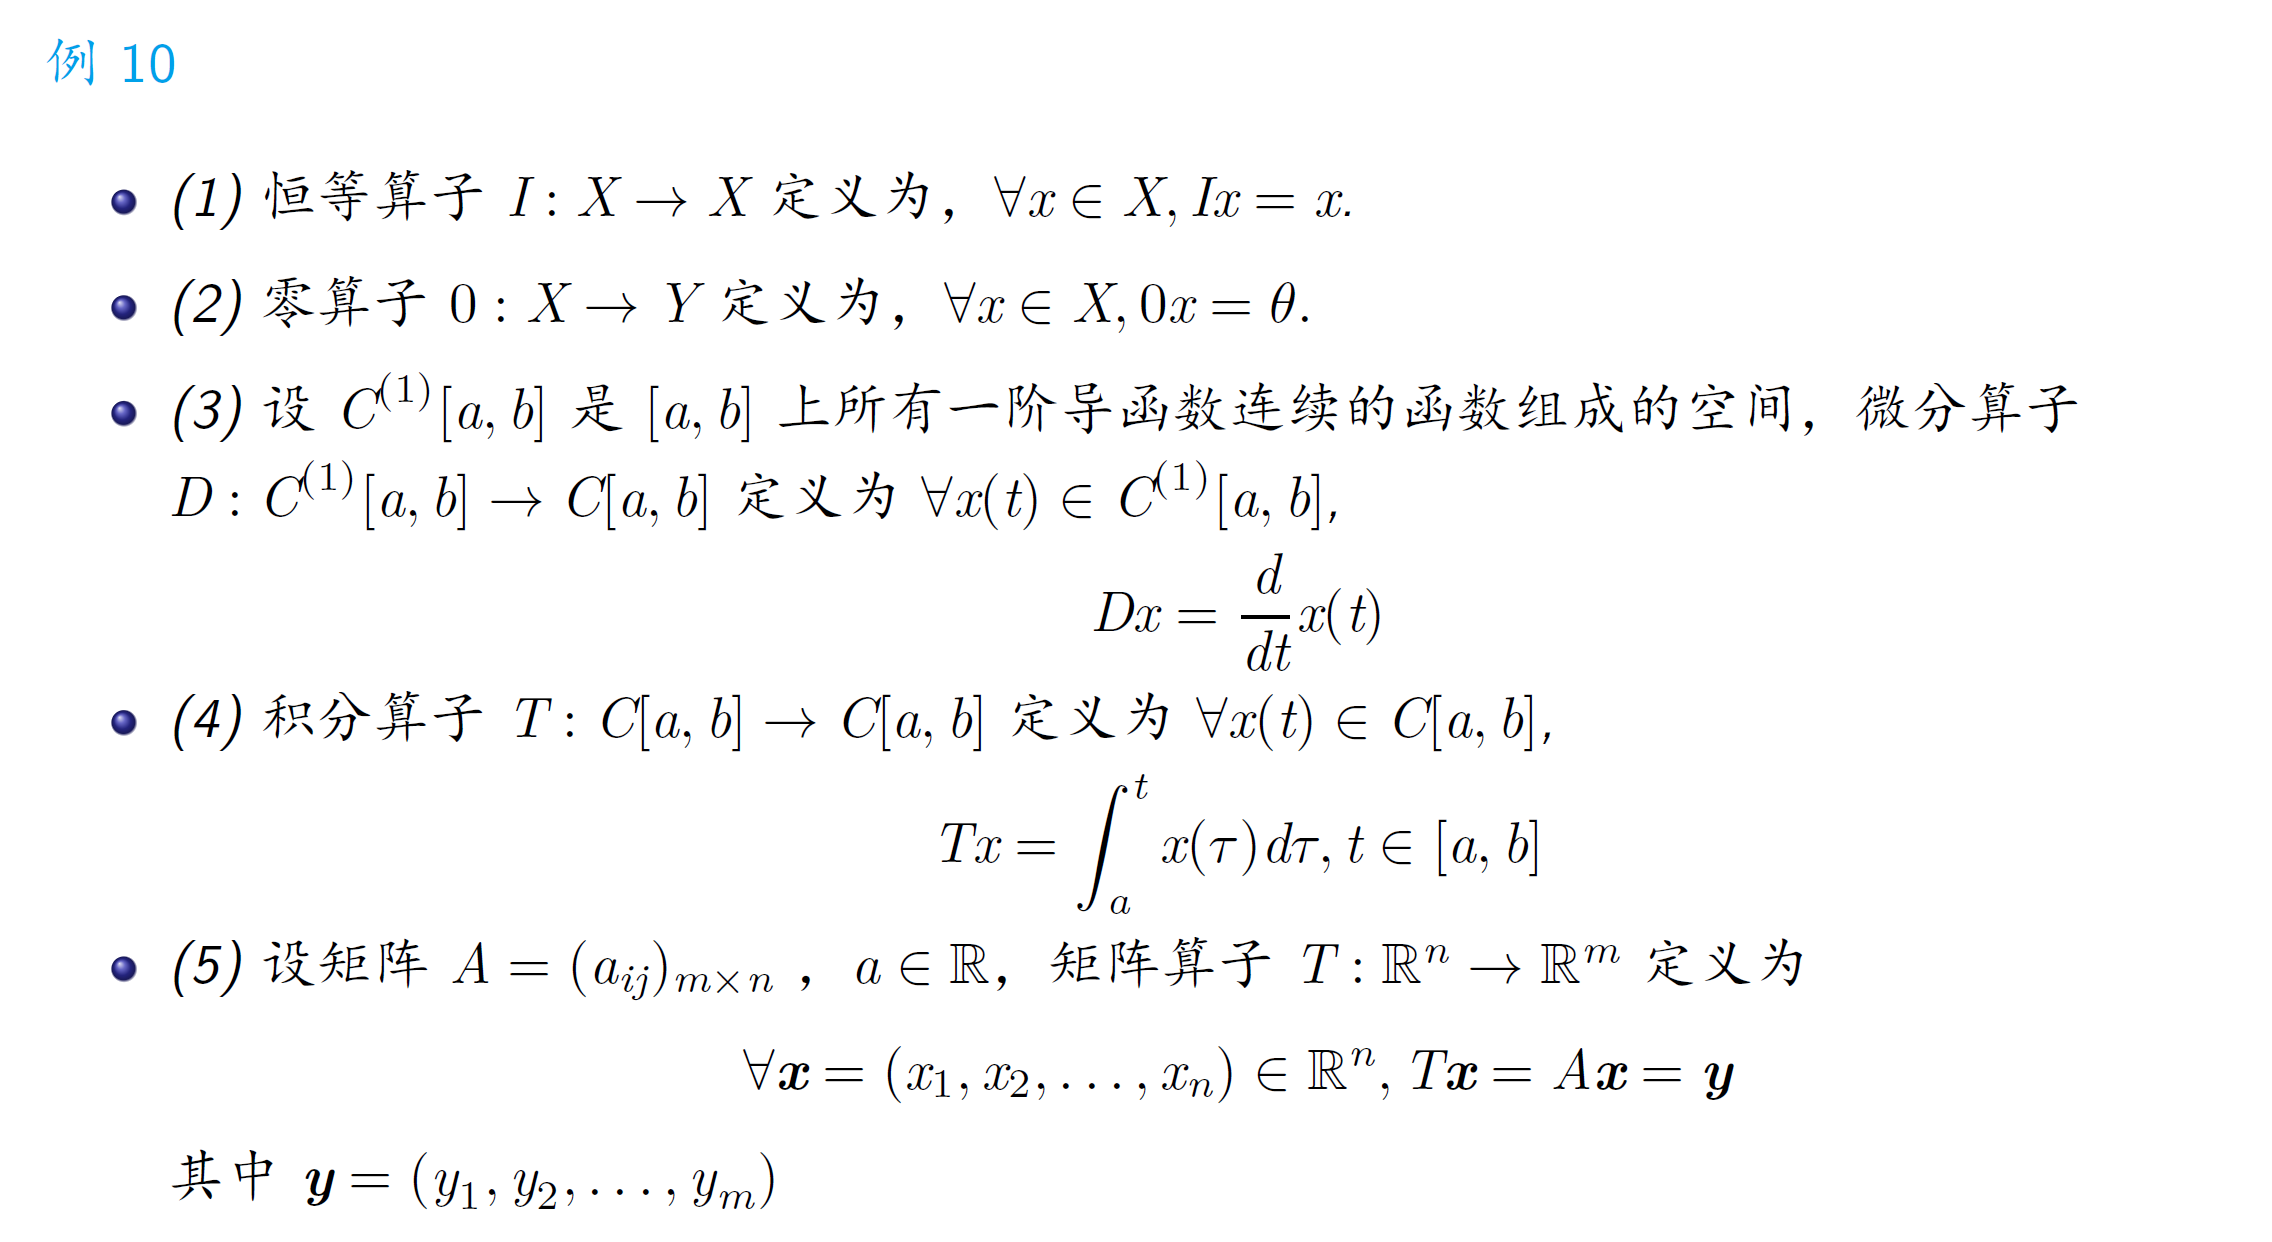 例 10
(1) 恒等算子 $I : X \to X$ 定义为，$\forall x \in X, Ix = x$.
(2) 零算子 $0 : X \to Y$ 定义为，$\forall x \in X, 0x = \theta$.
(3) 设 $C^{(1)}[a, b]$ 是 $[a, b]$ 上所有一阶导函数连续的函数组成的空间，微分算子
$D : C^{(1)}[a, b] \to C[a, b]$ 定义为 $\forall x(t) \in C^{(1)}[a, b]$,
$Dx = \frac{d}{dt}x(t)$
(4) 积分算子 $T : C[a, b] \to C[a, b]$ 定义为 $\forall x(t) \in C[a, b]$,
$Tx = \int_a^t x(\tau)d\tau, t \in [a, b]$
(5) 设矩阵 $A = (a_{ij})_{m \times n}$ ，$a \in \mathbb{R}$，矩阵算子 $T : \mathbb{R}^n \to \mathbb{R}^m$ 定义为
$\forall \boldsymbol{x} = (x_1, x_2, \ldots, x_n) \in \mathbb{R}^n, T\boldsymbol{x} = A\boldsymbol{x} = \boldsymbol{y}$
其中 $\boldsymbol{y} = (y_1, y_2, \ldots, y_m)$